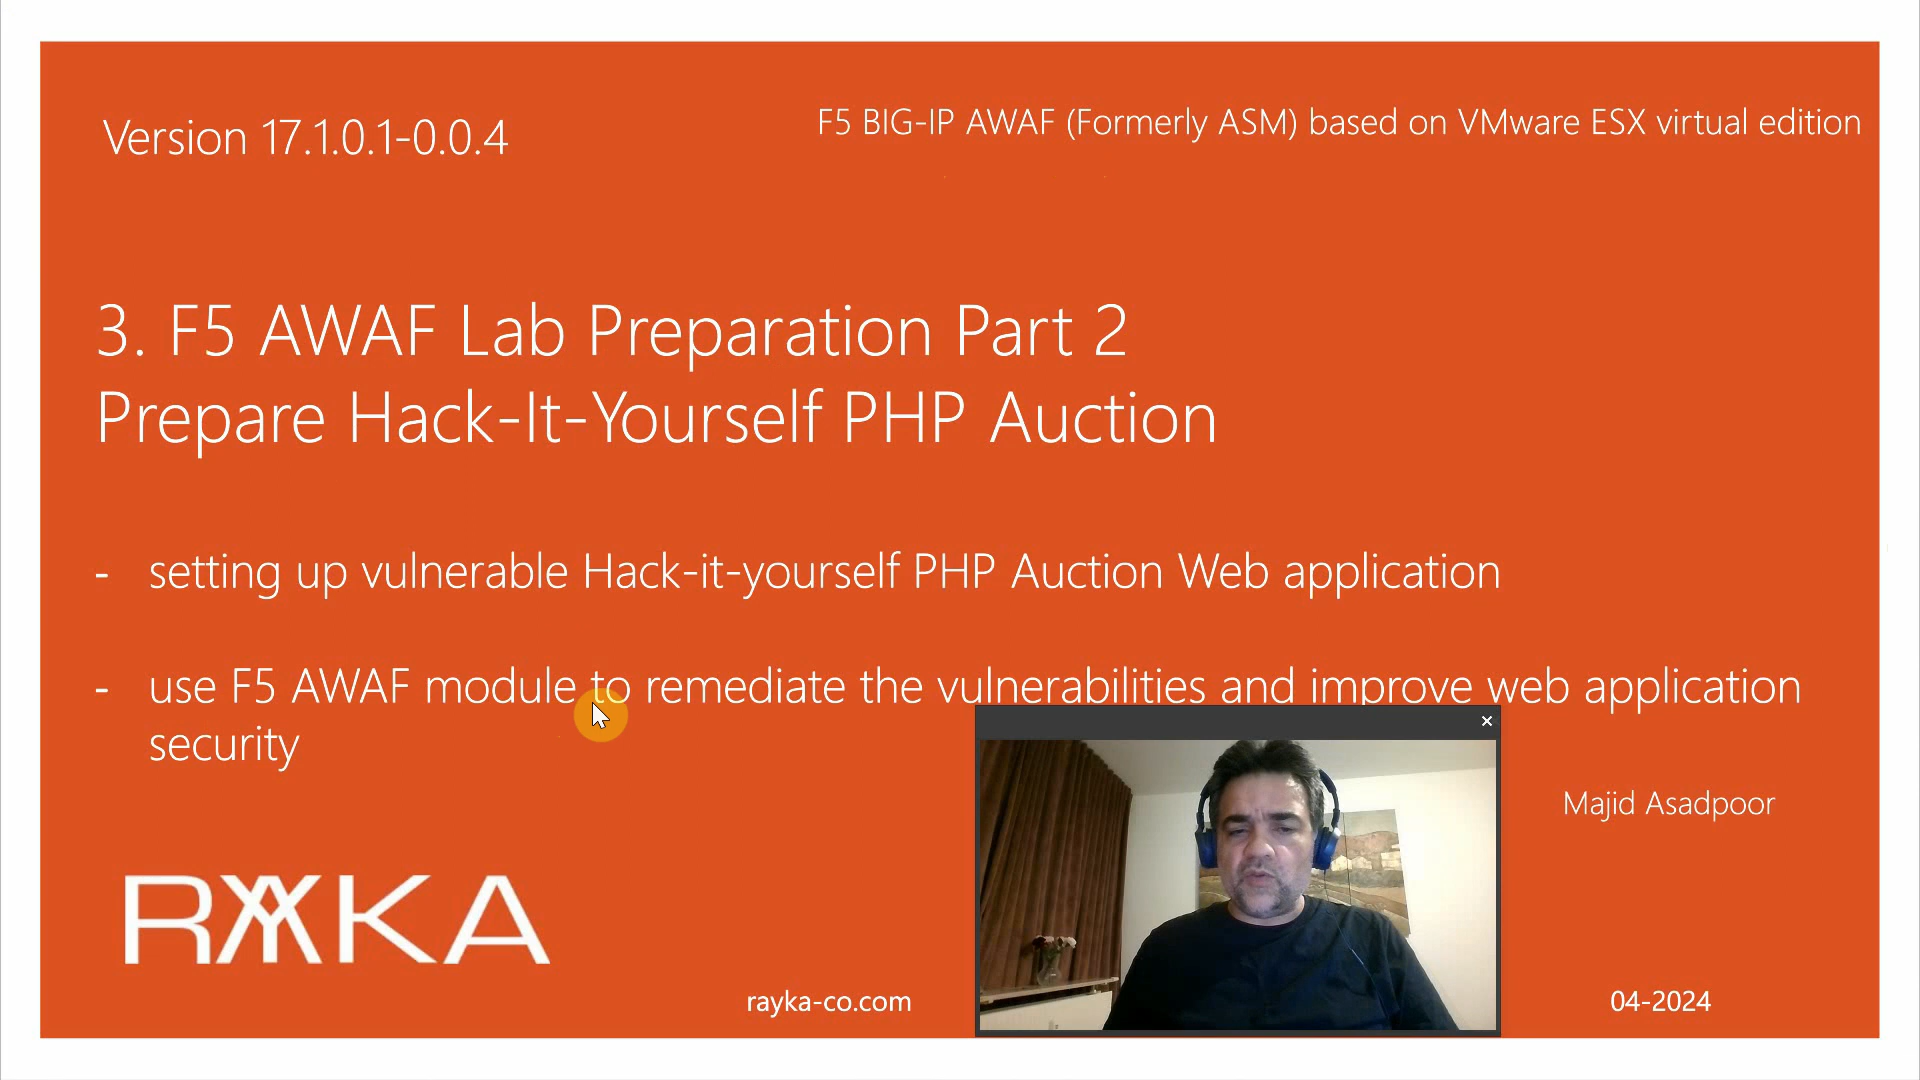 Version 17.1.0.1-0.0.4
F5 BIG-IP AWAF (Formerly ASM) based on VMware ESX virtual edition
3. F5 AWAF Lab Preparation Part 2
Prepare Hack-It-Yourself PHP Auction
- setting up vulnerable Hack-it-yourself PHP Auction Web application
- use F5 AWAF module to remediate the vulnerabilities and improve web application
security
Majid Asadpoor
RAYKA
rayka-co.com
04-2024